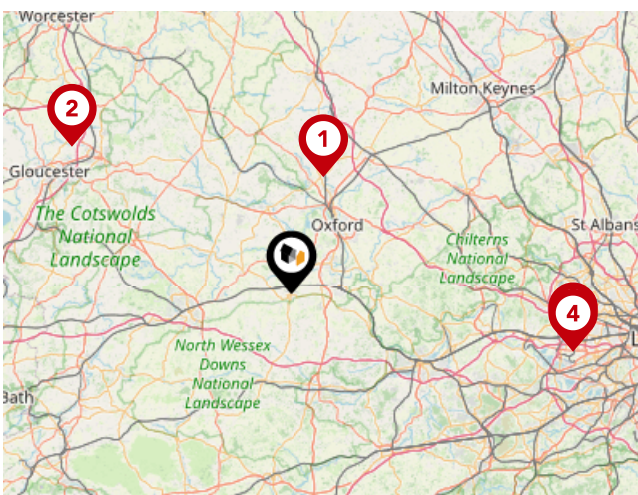 Worcester
Milton Keynes
2
1
Gloucester
The Cotswolds
National
Landscape
Oxford
St Albans
Chilterns
National
Landscape
4
L
North Wessex
Downs
National
Landscape
Bath